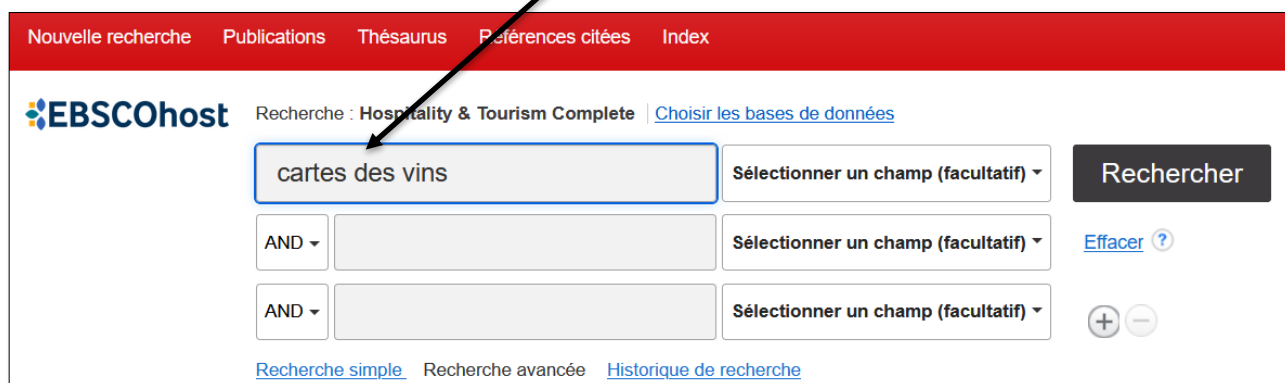 Nouvelle recherche Publications Thésaurus Références citées Index
EBSCOhost Recherche : Hospitality & Tourism Complete Choisir les bases de données
cartes des vins Sélectionner un champ (facultatif) Rechercher
AND Sélectionner un champ (facultatif) Effacer ?
AND Sélectionner un champ (facultatif) + −
Recherche simple Recherche avancée Historique de recherche